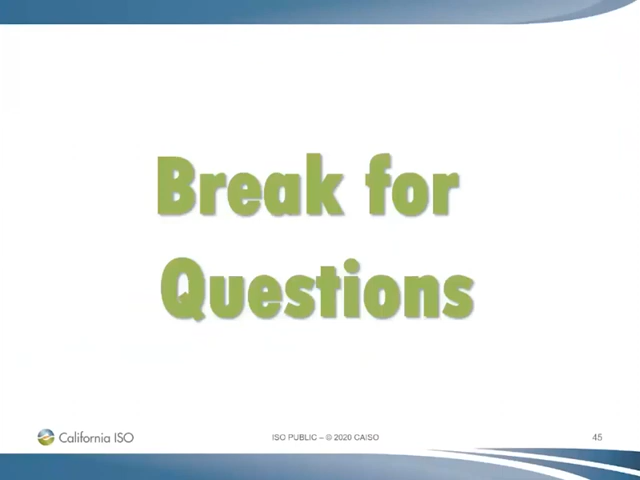 Break for
Questions
California ISO
ISO PUBLIC – © 2020 CAISO
45